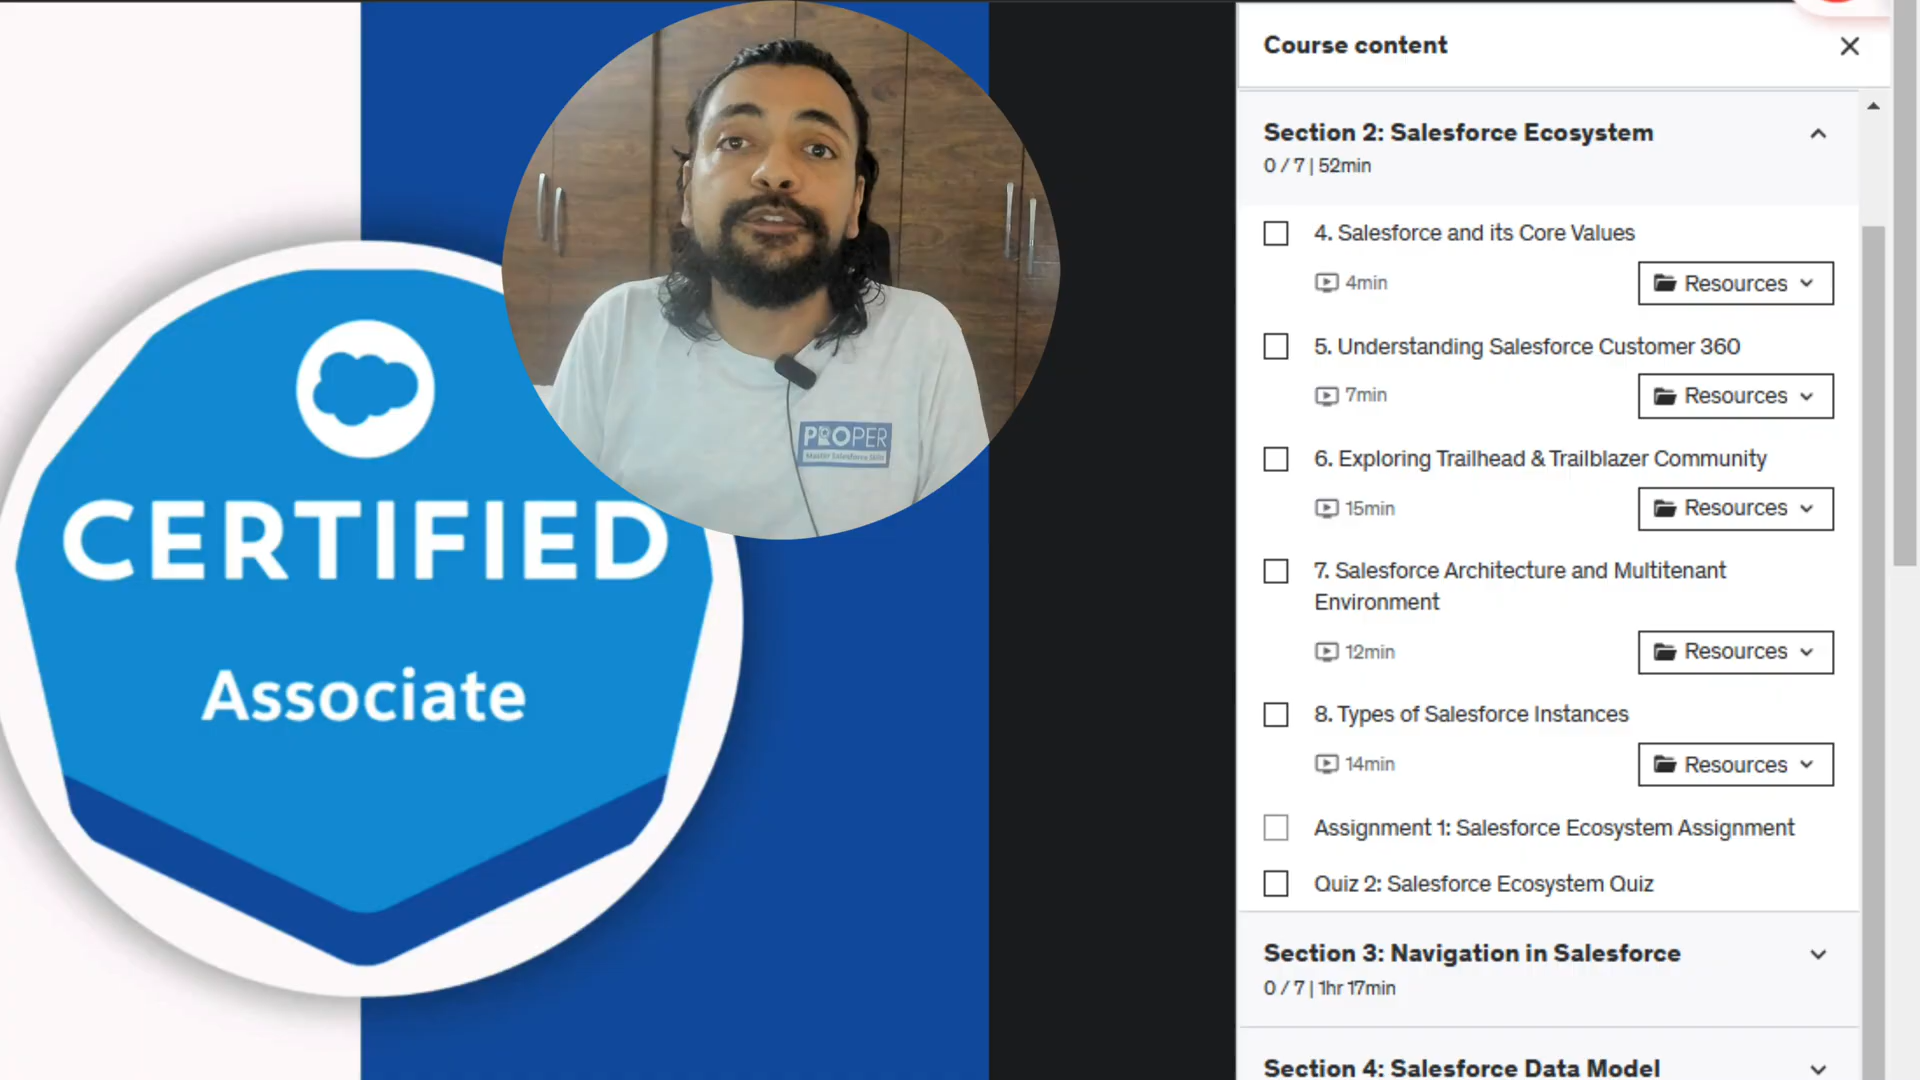 CERTIFIED
Associate
PROPER
Master Salesforce Skills
Course content
Section 2: Salesforce Ecosystem
0 / 7 | 52min
4. Salesforce and its Core Values
4min
Resources
5. Understanding Salesforce Customer 360
7min
Resources
6. Exploring Trailhead & Trailblazer Community
15min
Resources
7. Salesforce Architecture and Multitenant
Environment
12min
Resources
8. Types of Salesforce Instances
14min
Resources
Assignment 1: Salesforce Ecosystem Assignment
Quiz 2: Salesforce Ecosystem Quiz
Section 3: Navigation in Salesforce
0 / 7 | 1hr 17min
Section 4: Salesforce Data Model